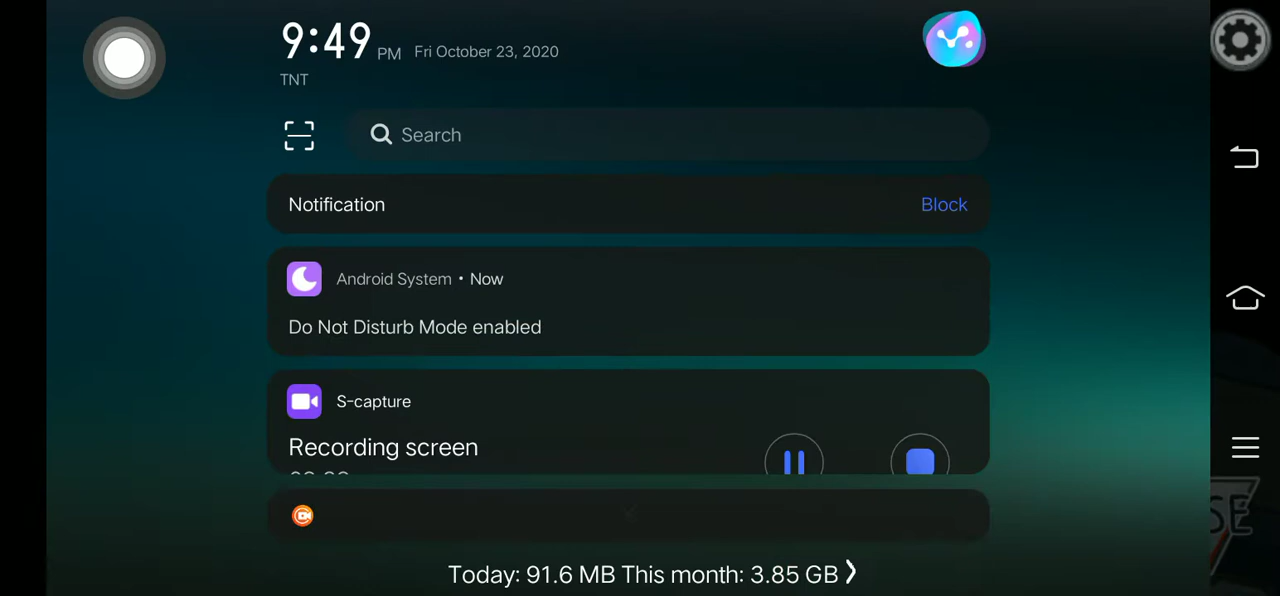 9:49 PM Fri October 23, 2020
TNT
Search
Notification Block
Android System • Now
Do Not Disturb Mode enabled
S-capture
Recording screen
Today: 91.6 MB This month: 3.85 GB ❯
SE